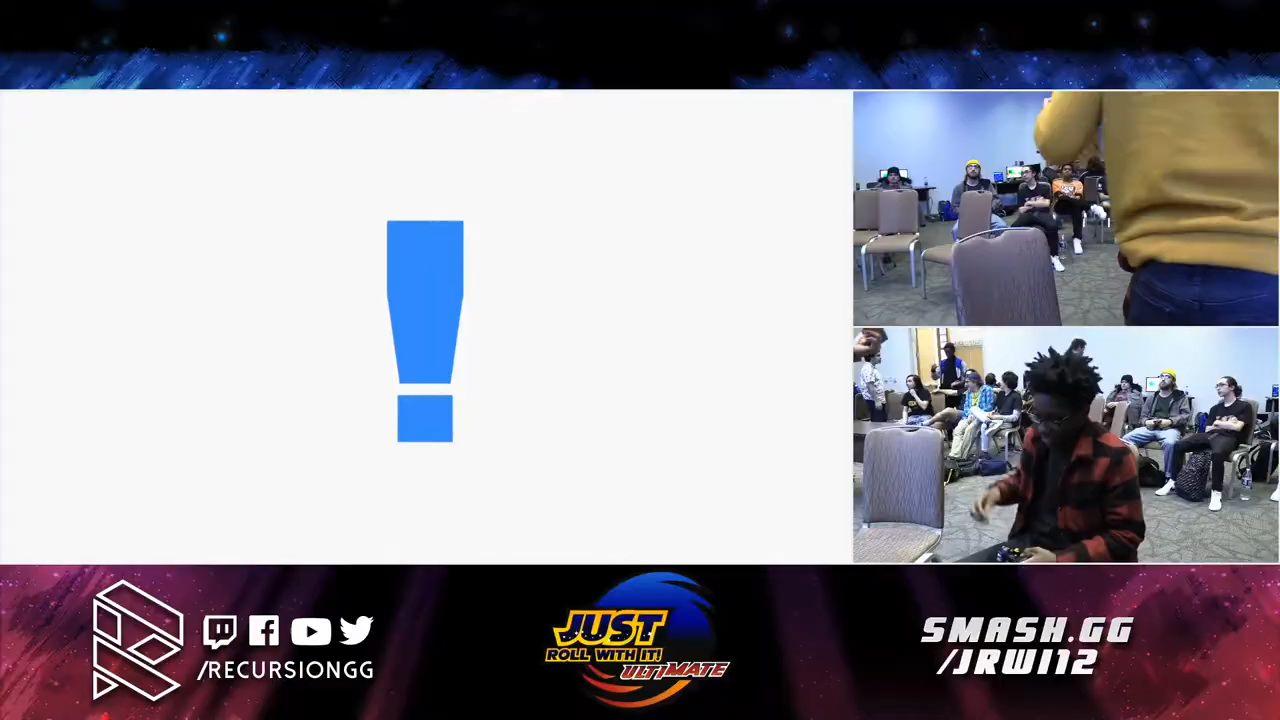 !
/RECURSIONGG
JUST
ROLL WITH IT!
ULTIMATE
SMASH.GG
/JRWI12